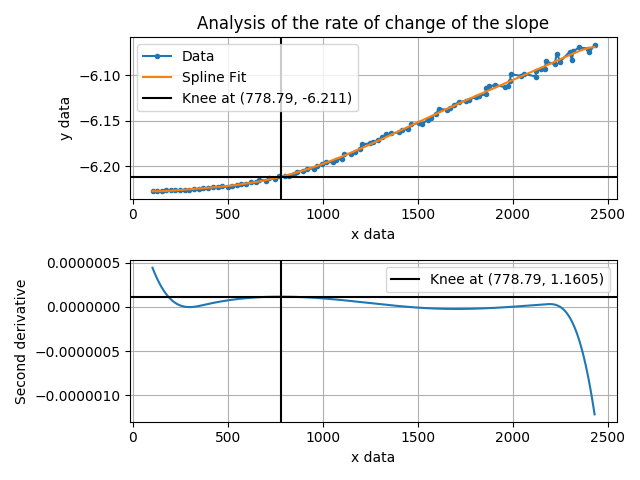 Analysis of the rate of change of the slope
y data
−6.10
−6.15
−6.20
Data
Spline Fit
Knee at (778.79, -6.211)
0 500 1000 1500 2000 2500
x data
Second derivative
0.0000005
0.0000000
−0.0000005
−0.0000010
Knee at (778.79, 1.1605)
0 500 1000 1500 2000 2500
x data